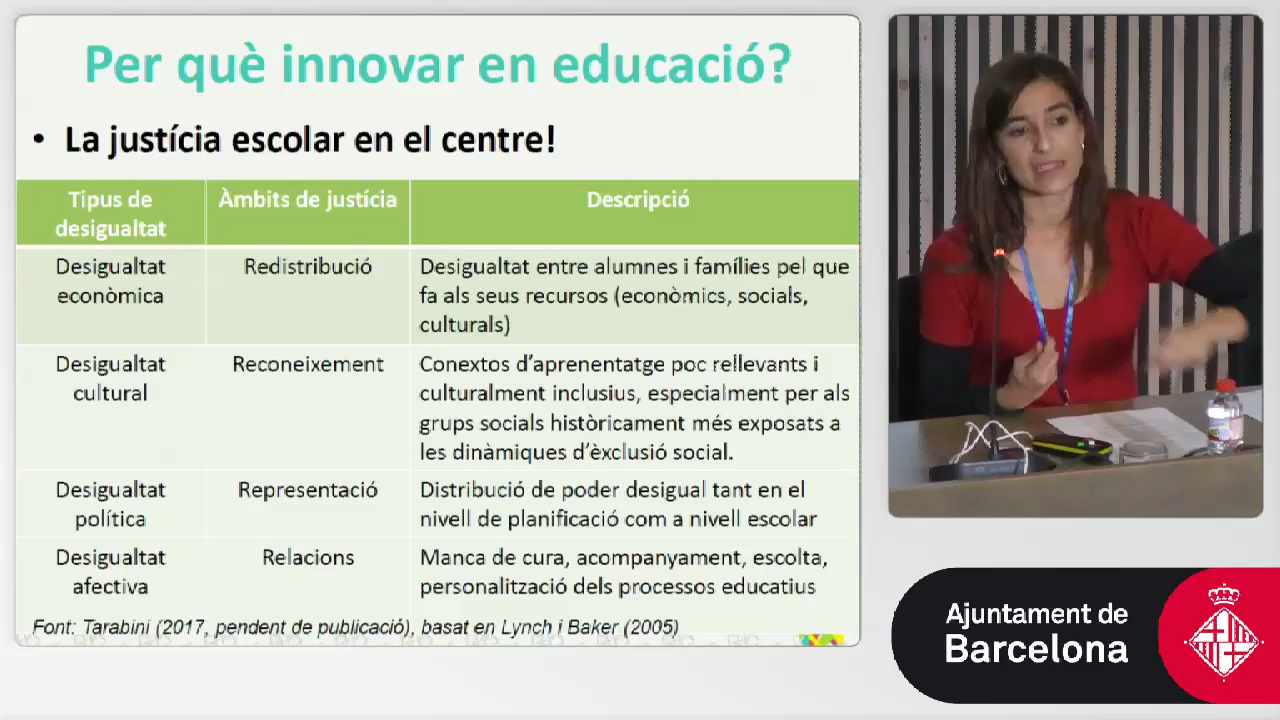 Per què innovar en educació?
• La justícia escolar en el centre!
Tipus de desigualtat
Àmbits de justícia
Descripció
Desigualtat econòmica
Redistribució
Desigualtat entre alumnes i famílies pel que
fa als seus recursos (econòmics, socials,
culturals)
Desigualtat cultural
Reconeixement
Conextos d’aprenentatge poc rellevants i
culturalment inclusius, especialment per als
grups socials històricament més exposats a
les dinàmiques d’èxclusió social.
Desigualtat política
Representació
Distribució de poder desigual tant en el
nivell de planificació com a nivell escolar
Desigualtat afectiva
Relacions
Manca de cura, acompanyament, escolta,
personalització dels processos educatius
Font: Tarabini (2017, pendent de publicació), basat en Lynch i Baker (2005)
Ajuntament de
Barcelona